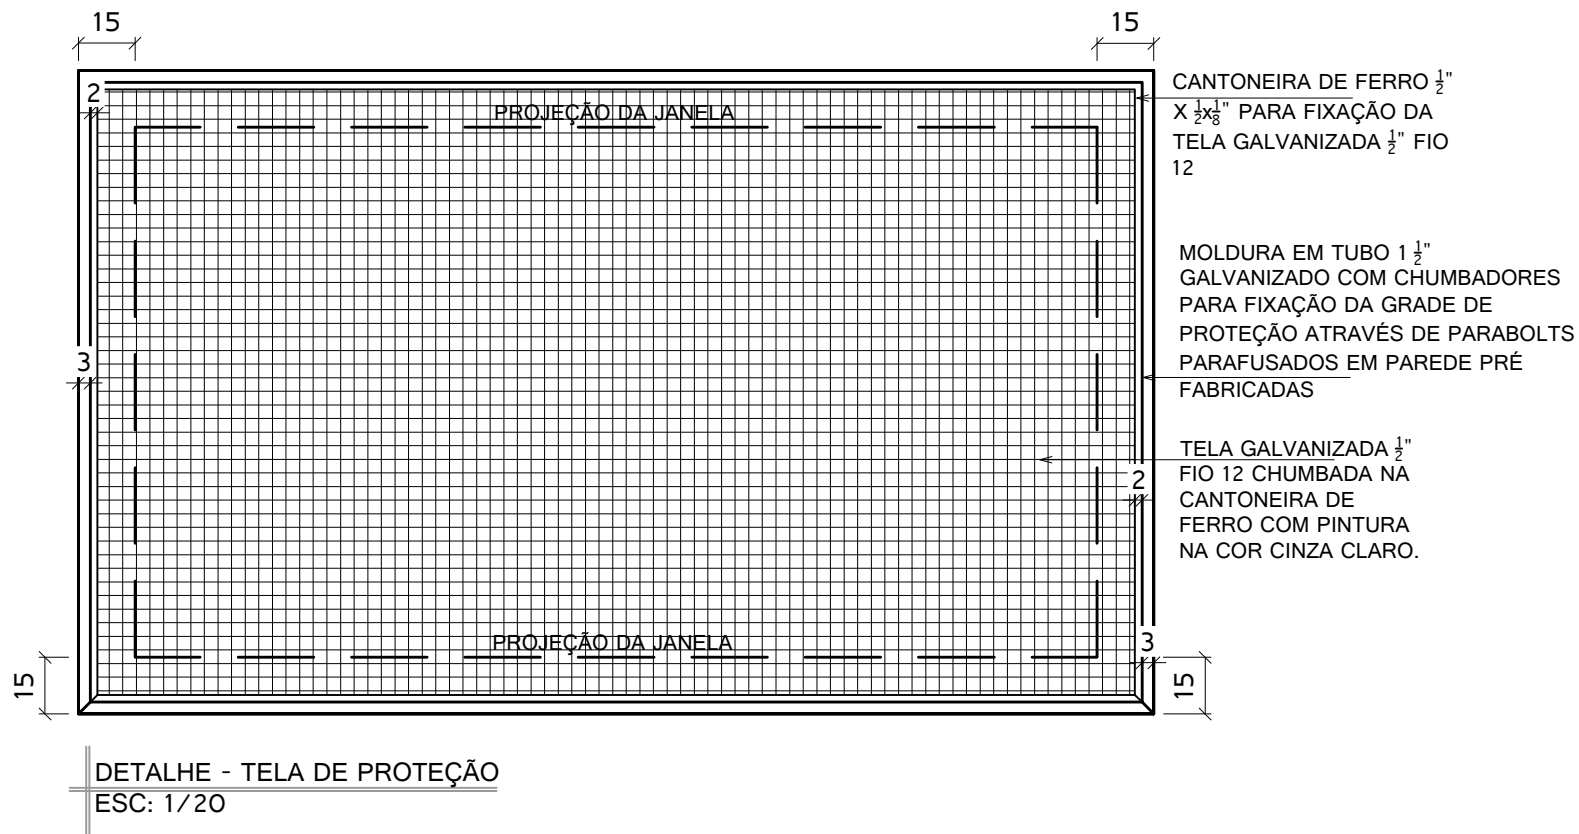 15
15
2
PROJEÇÃO DA JANELA
CANTONEIRA DE FERRO ½"
X ½x⅛" PARA FIXAÇÃO DA
TELA GALVANIZADA ½" FIO
12
MOLDURA EM TUBO 1 ½"
GALVANIZADO COM CHUMBADORES
PARA FIXAÇÃO DA GRADE DE
PROTEÇÃO ATRAVÉS DE PARABOLTS
PARAFUSADOS EM PAREDE PRÉ
FABRICADAS
3
TELA GALVANIZADA ½"
FIO 12 CHUMBADA NA
CANTONEIRA DE
FERRO COM PINTURA
NA COR CINZA CLARO.
2
PROJEÇÃO DA JANELA
3
15
15
DETALHE - TELA DE PROTEÇÃO
ESC: 1/20